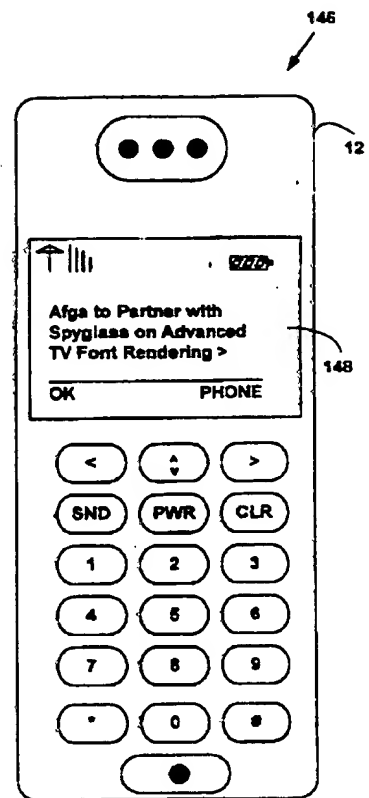 146
12
Afga to Partner with
Spyglass on Advanced
TV Font Rendering >
148
OK PHONE
< ^ v >
SND PWR CLR
1 2 3
4 5 6
7 8 9
* 0 #